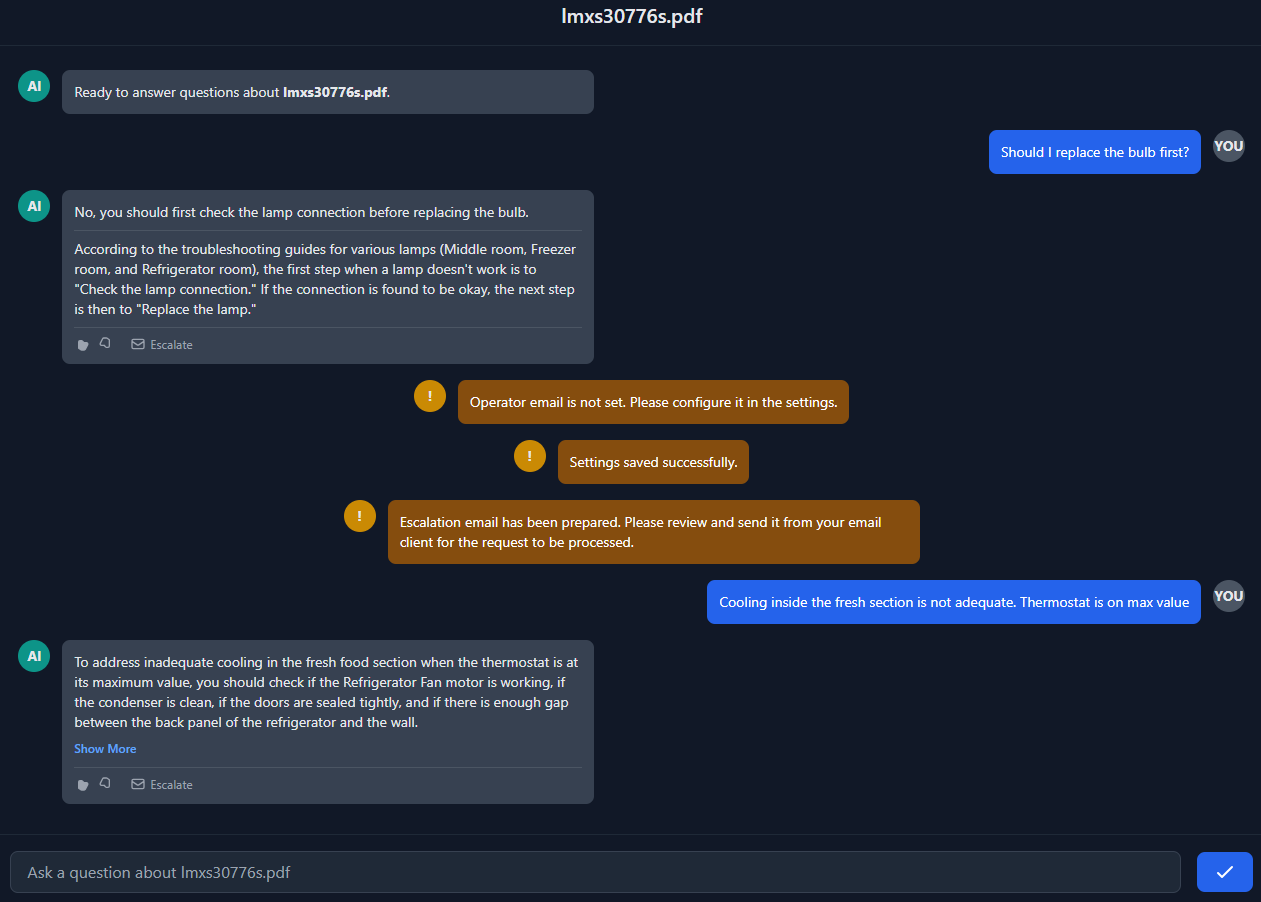 lmxs30776s.pdf
AI
Ready to answer questions about lmxs30776s.pdf.
Should I replace the bulb first?
YOU
AI
No, you should first check the lamp connection before replacing the bulb.
According to the troubleshooting guides for various lamps (Middle room, Freezer
room, and Refrigerator room), the first step when a lamp doesn't work is to
"Check the lamp connection." If the connection is found to be okay, the next step
is then to "Replace the lamp."
Escalate
!
Operator email is not set. Please configure it in the settings.
!
Settings saved successfully.
!
Escalation email has been prepared. Please review and send it from your email
client for the request to be processed.
Cooling inside the fresh section is not adequate. Thermostat is on max value
YOU
AI
To address inadequate cooling in the fresh food section when the thermostat is at
its maximum value, you should check if the Refrigerator Fan motor is working, if
the condenser is clean, if the doors are sealed tightly, and if there is enough gap
between the back panel of the refrigerator and the wall.
Show More
Escalate
Ask a question about lmxs30776s.pdf